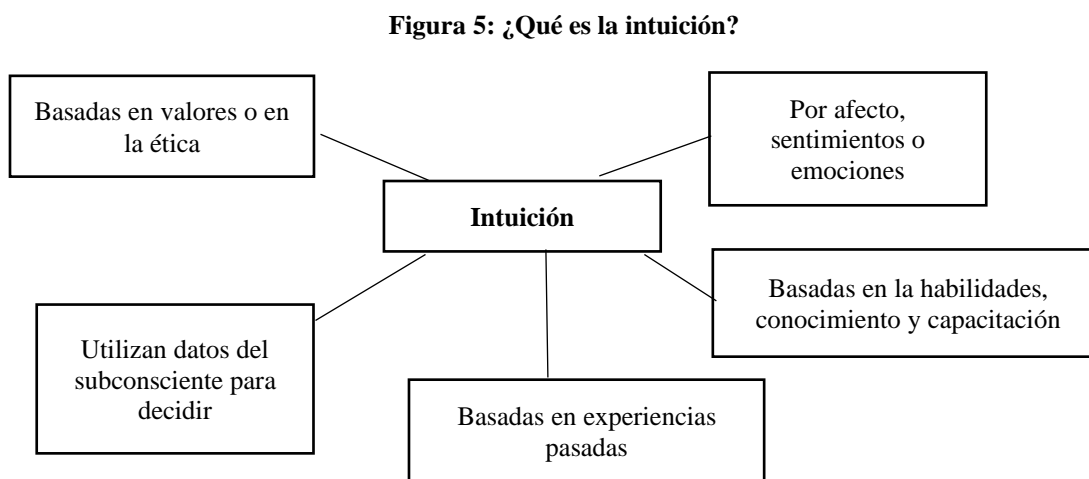 Figura 5: ¿Qué es la intuición?
Basadas en valores o en
la ética
Por afecto,
sentimientos o
emociones
Intuición
Basadas en la habilidades,
conocimiento y capacitación
Utilizan datos del
subconsciente para
decidir
Basadas en experiencias
pasadas